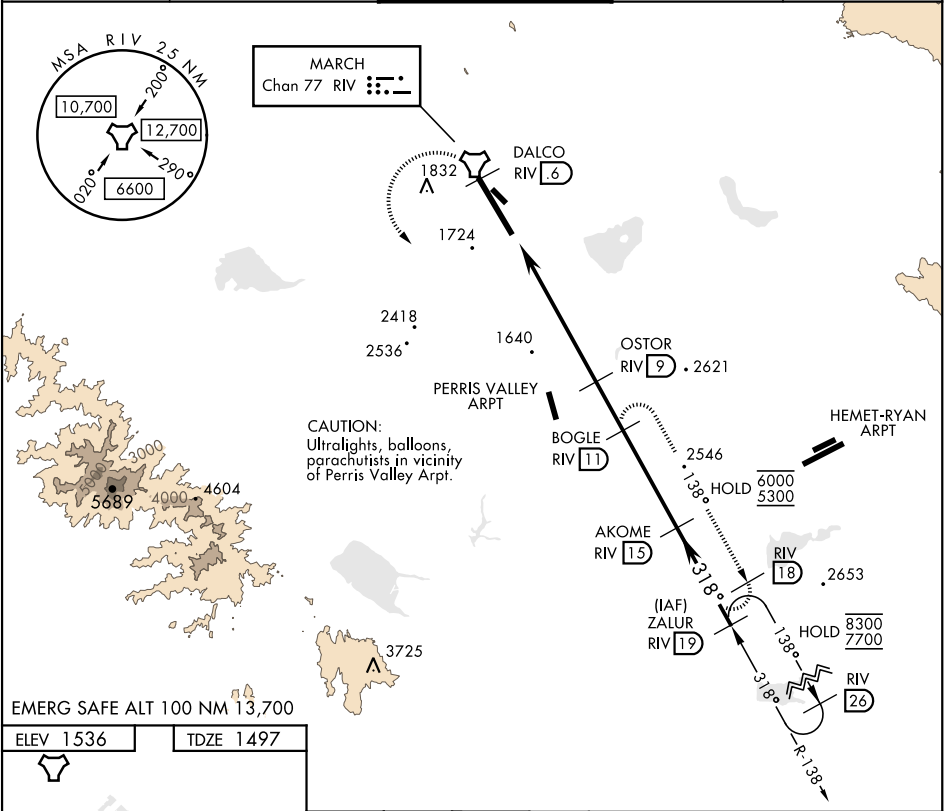 MSA RIV 25 NM
200°
10,700
12,700
290°
020°
6600
MARCH
Chan 77 RIV
DALCO
RIV .6
1832
1724
2418
2536
1640
OSTOR
RIV 9
2621
PERRIS VALLEY
ARPT
HEMET-RYAN
ARPT
CAUTION:
Ultralights, balloons,
parachutists in vicinity
of Perris Valley Arpt.
BOGLE
RIV 11
2546
138°
HOLD 6000
5300
3000
5000
4000
4604
5689
AKOME
RIV 15
318°
RIV
18
2653
(IAF)
ZALUR
RIV 19
138°
HOLD 8300
7700
3725
318°
RIV
26
R-138
EMERG SAFE ALT 100 NM 13,700
ELEV 1536
TDZE 1497